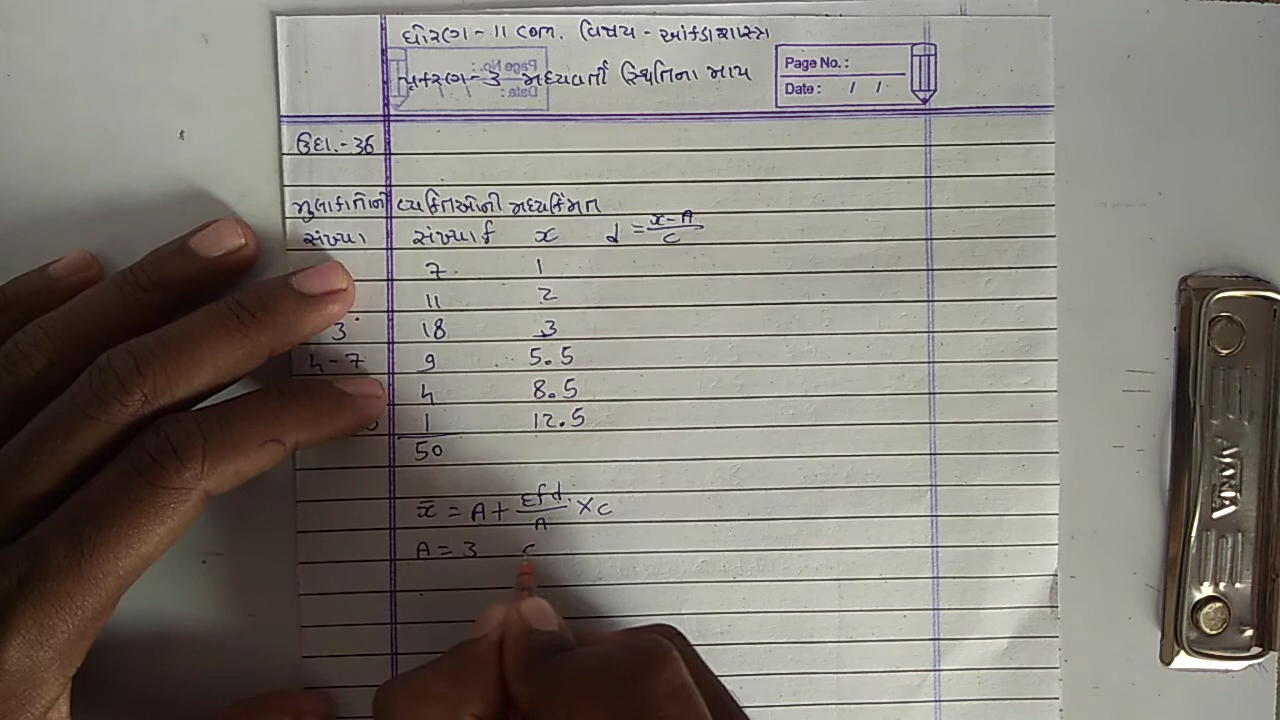 ધોરણ - 11 com. વિષય - આંકડાશાસ્ત્ર
પ્રકરણ - 3 મધ્યવર્તી સ્થિતિના માપ
Page No. :
Date : / /
ઉદા.- 36
મુલાકાતોની વ્યક્તિઓની મધ્યકિંમત
સંખ્યા સંખ્યા f x d = x-A / c
7 1
11 2
3 18 3
4 - 7 9 5.5
4 8.5
1 12.5
50
x̄ = A + Σfd / A × c
A = 3 c
AJANTA